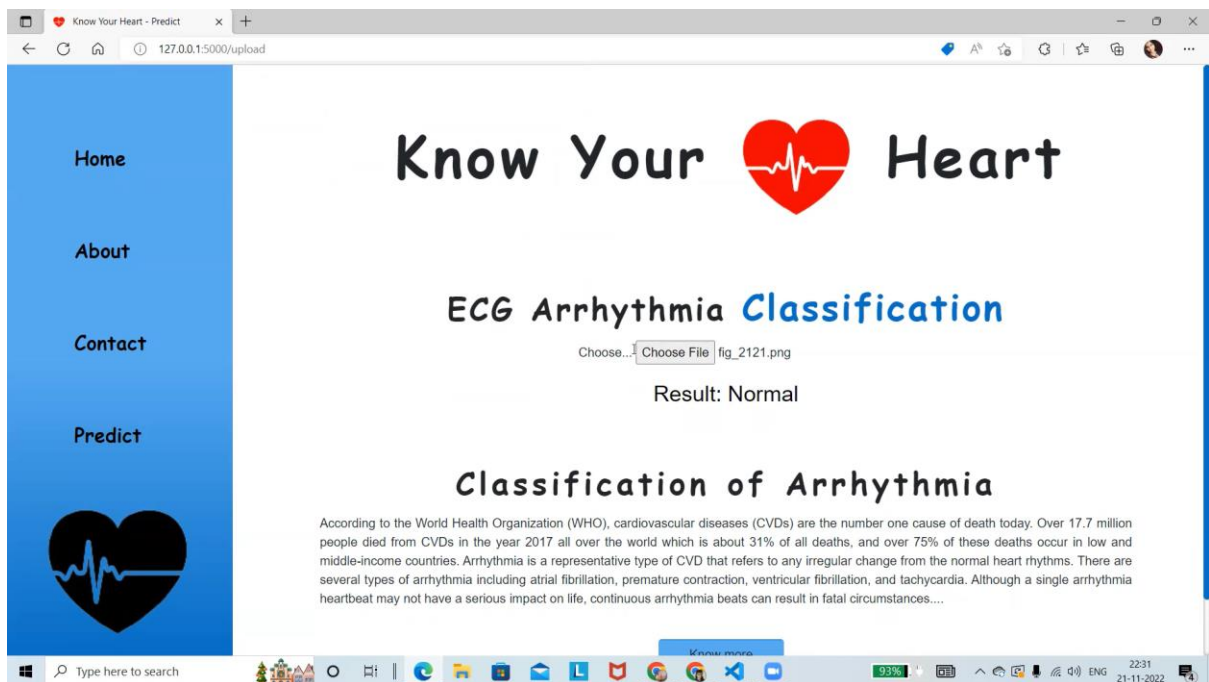 Know Your Heart - Predict
127.0.0.1:5000/upload
Home
About
Contact
Predict
Know Your Heart
ECG Arrhythmia Classification
Choose... Choose File fig_2121.png
Result: Normal
Classification of Arrhythmia
According to the World Health Organization (WHO), cardiovascular diseases (CVDs) are the number one cause of death today. Over 17.7 million
people died from CVDs in the year 2017 all over the world which is about 31% of all deaths, and over 75% of these deaths occur in low and
middle-income countries. Arrhythmia is a representative type of CVD that refers to any irregular change from the normal heart rhythms. There are
several types of arrhythmia including atrial fibrillation, premature contraction, ventricular fibrillation, and tachycardia. Although a single arrhythmia
heartbeat may not have a serious impact on life, continuous arrhythmia beats can result in fatal circumstances....
Know more
Type here to search
93%
ENG
22:31
21-11-2022